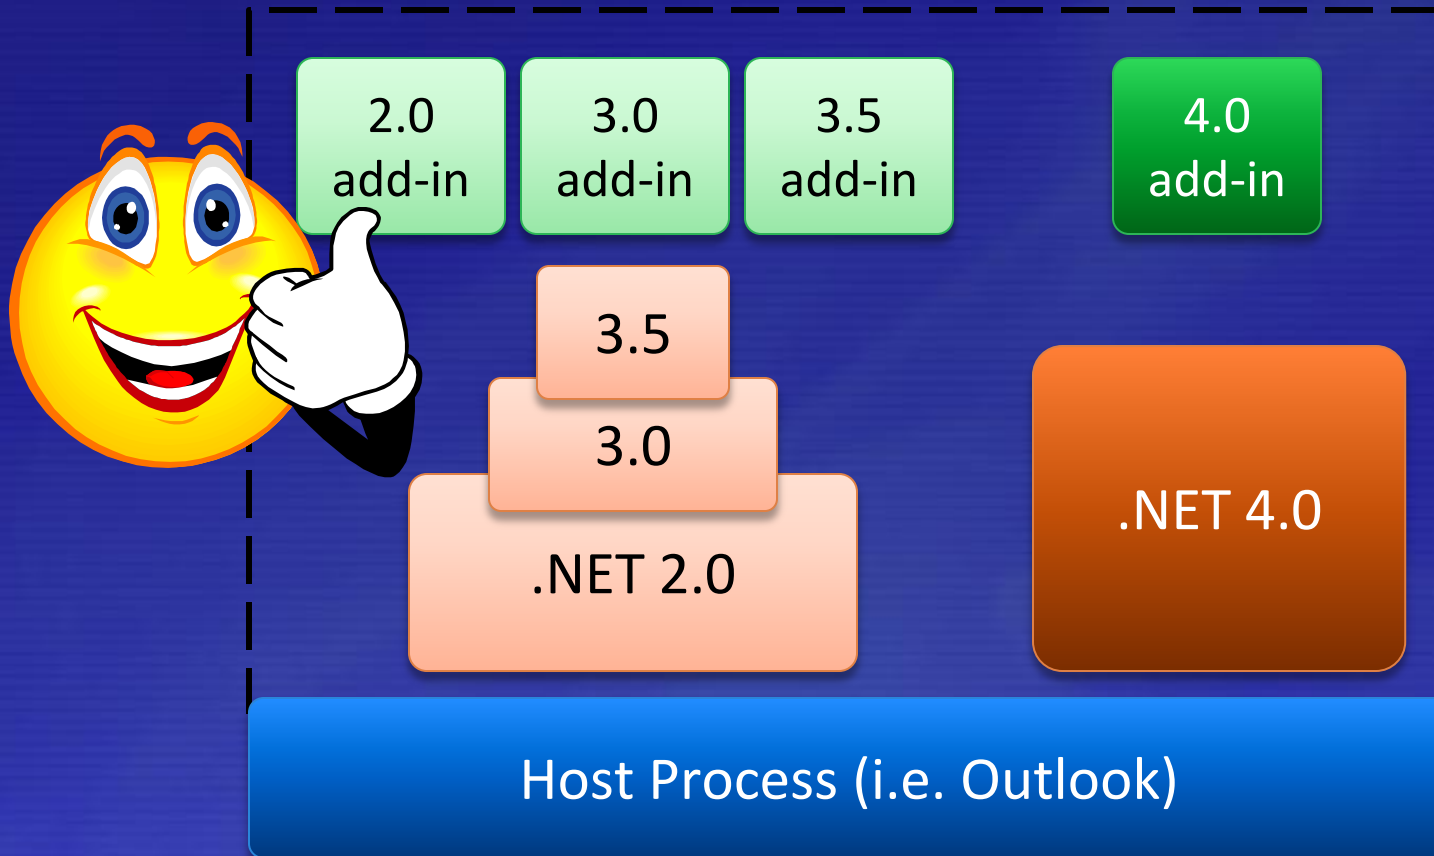 2.0
add-in
3.0
add-in
3.5
add-in
4.0
add-in
3.5
3.0
.NET 2.0
.NET 4.0
Host Process (i.e. Outlook)